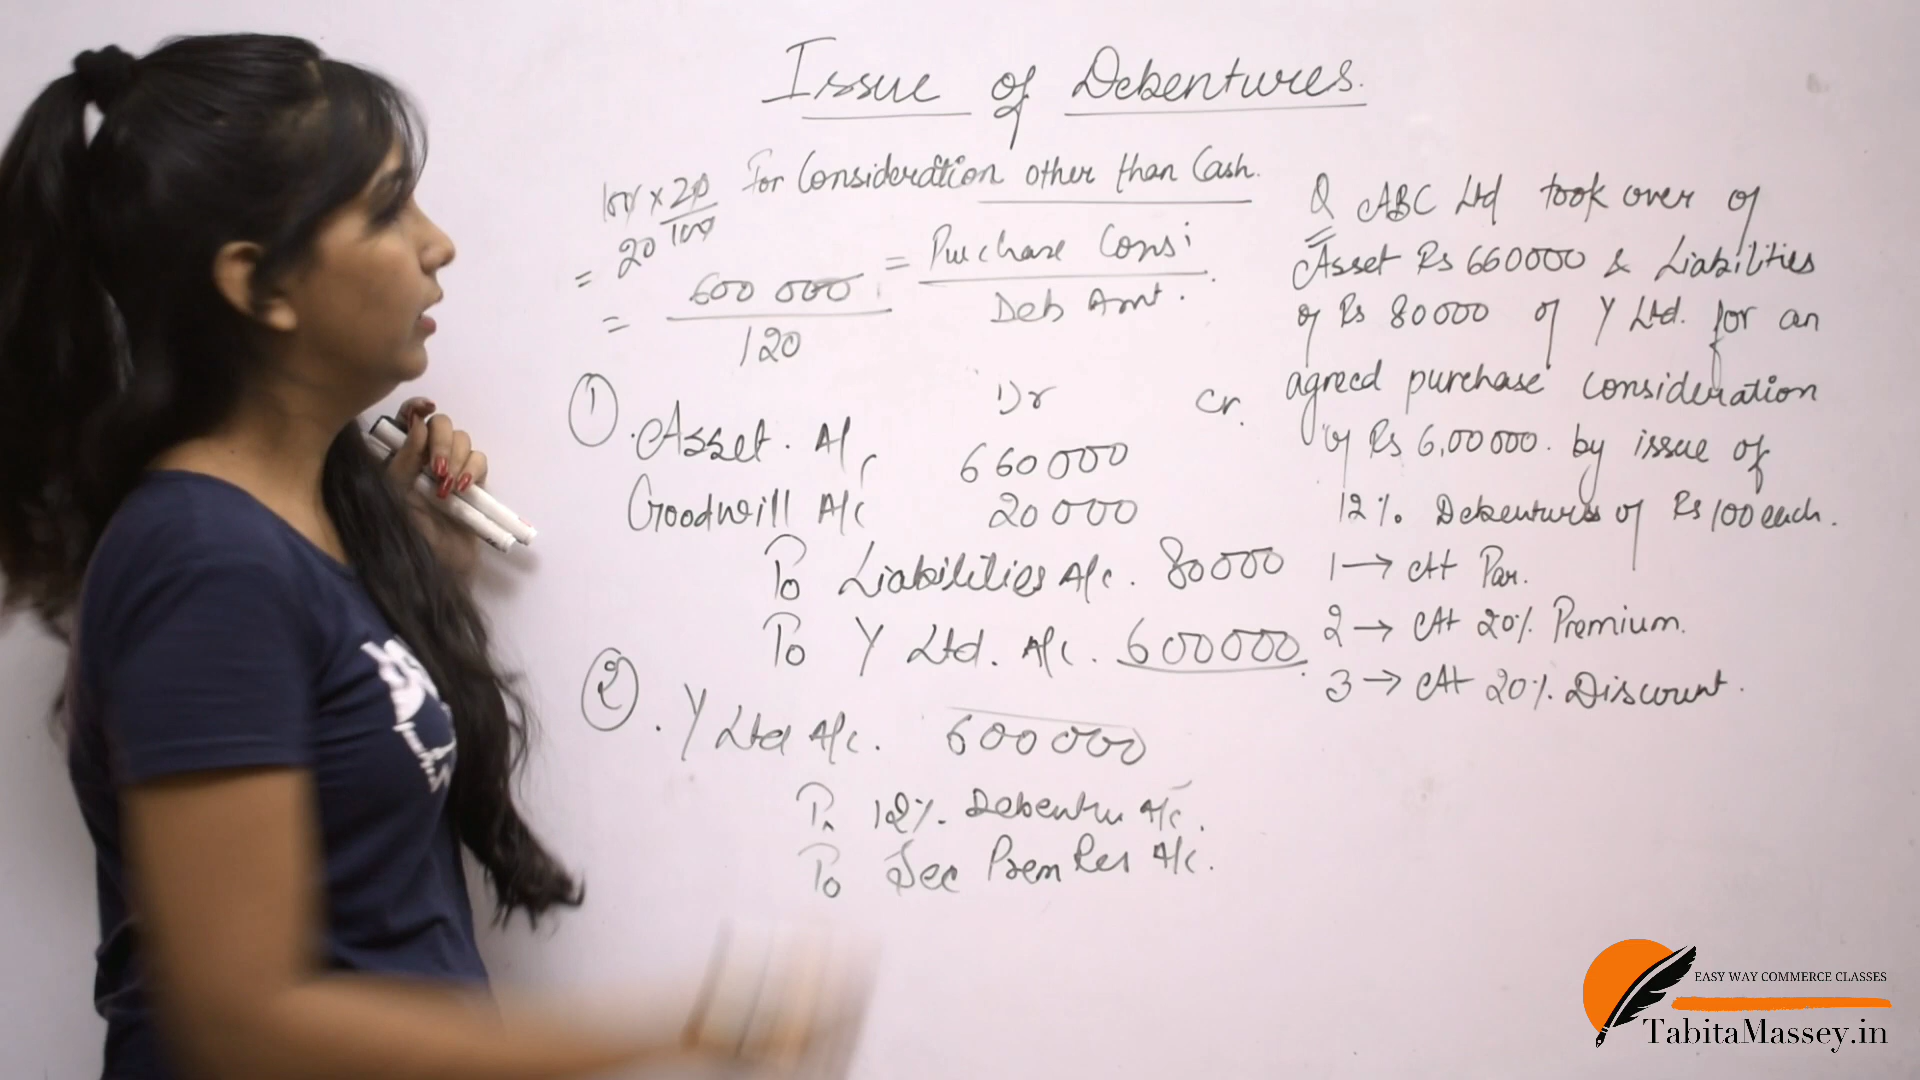 Issue of Debentures.
For Consideration other than Cash.
100 × 20
100
= 20
= 600 000 = Purchase Consi
120 Deb Amt.
Dr Cr.
① Asset. A/c 660000
Goodwill A/c 20000
To Liabilities A/c. 80000
To Y Ltd. A/c. 600000
② Y Ltd A/c. 600000
To 12% Debentu A/c.
To Sec Prem Res A/c.
Q ABC Ltd took over of
Asset Rs 660000 & Liabilities
of Rs 80000 of Y Ltd. for an
agreed purchase consideration
of Rs 6,00000. by issue of
12% Debentures of Rs 100 each.
1 → At Par.
2 → At 20% Premium.
3 → At 20% Discount.
EASY WAY COMMERCE CLASSES
TabitaMassey.in